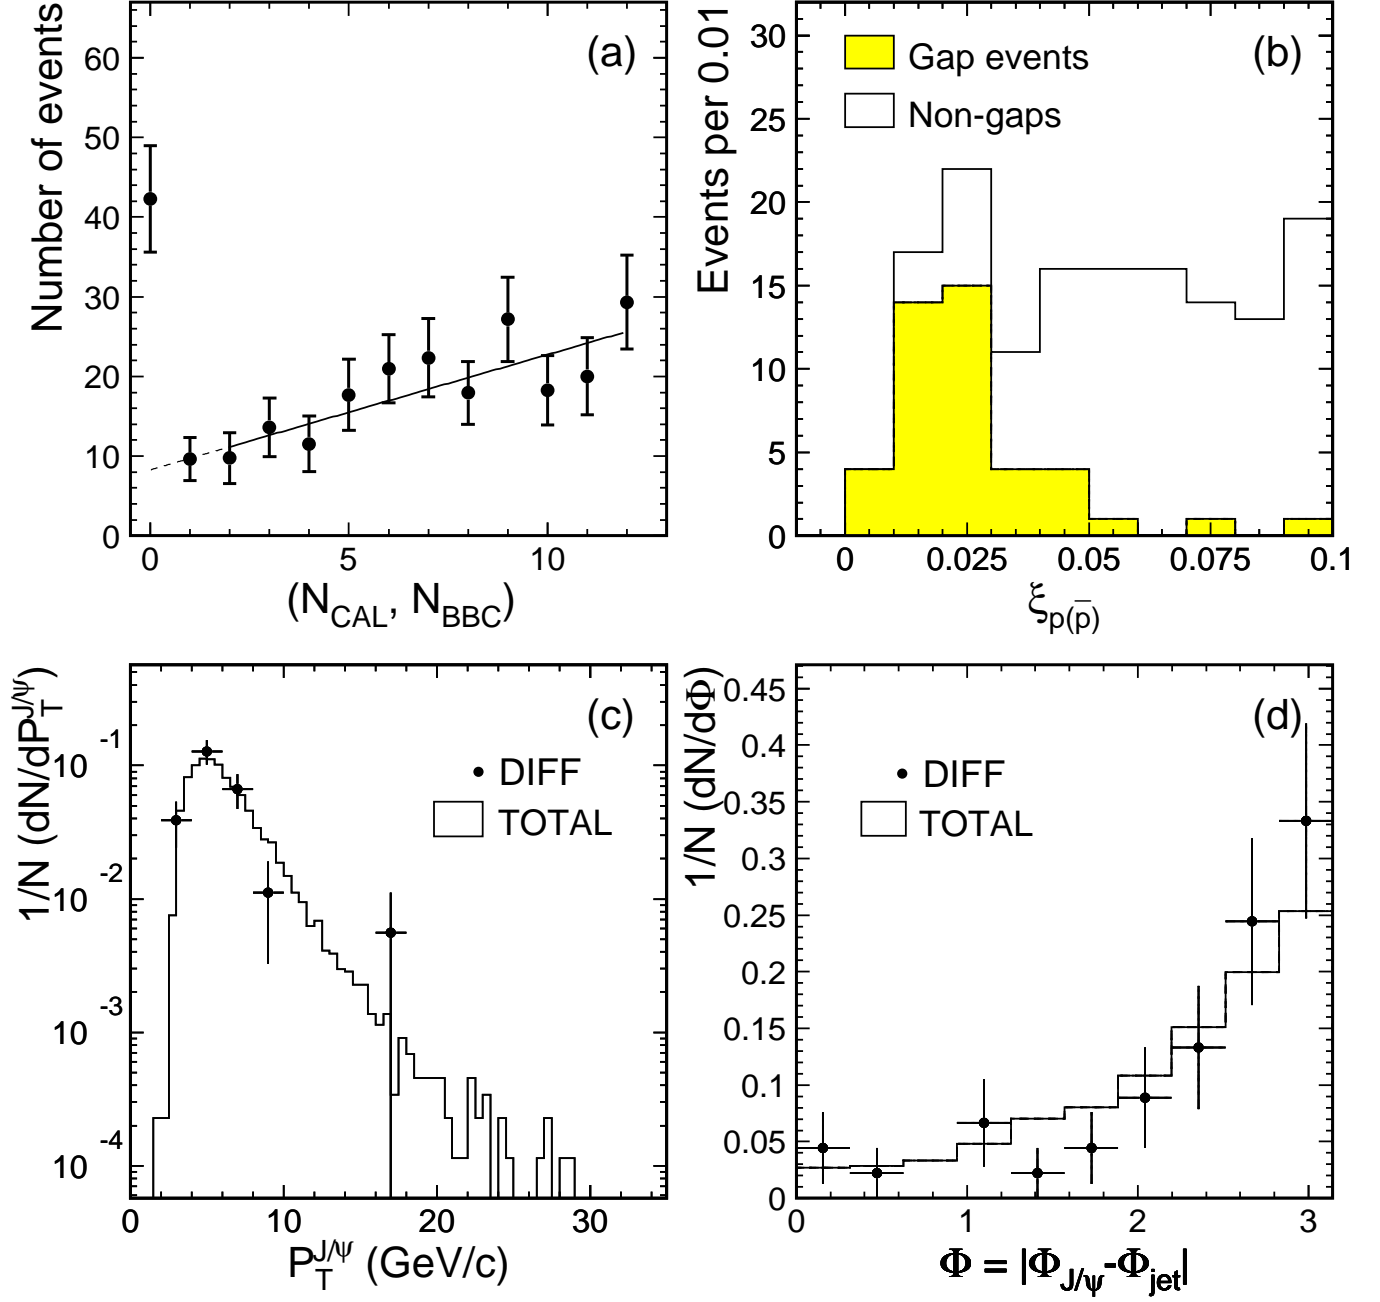 Number of events
(a)
60
50
40
30
20
10
0
0 5 10
(N_CAL, N_BBC)
Events per 0.01
(b)
Gap events
Non-gaps
30
25
20
15
10
5
0
0 0.025 0.05 0.075 0.1
ξ_p(p̅)
1/N (dN/dP_T^J/ψ)
(c)
DIFF
TOTAL
10^-1
10^-2
10^-3
10^-4
0 10 20 30
P_T^J/ψ (GeV/c)
1/N (dN/dΦ)
(d)
DIFF
TOTAL
0.45
0.4
0.35
0.3
0.25
0.2
0.15
0.1
0.05
0
0 1 2 3
Φ = |Φ_J/ψ-Φ_jet|